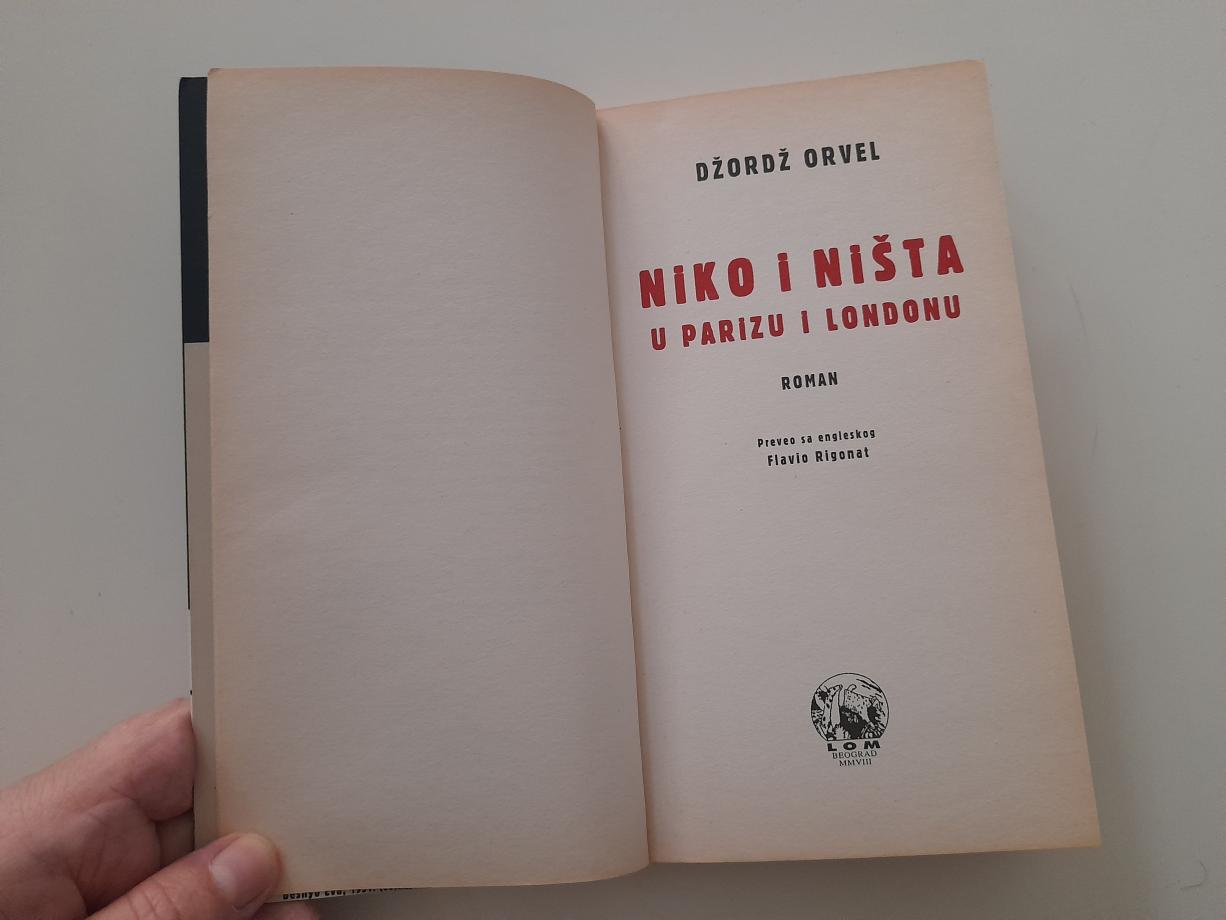 DŽORDŽ ORVEL
NiKO i NiŠTA
U PARiZU i LONDONU
ROMAN
Preveo sa engleskog
Flavio Rigonat
LOM
BEOGRAD
MMVIII